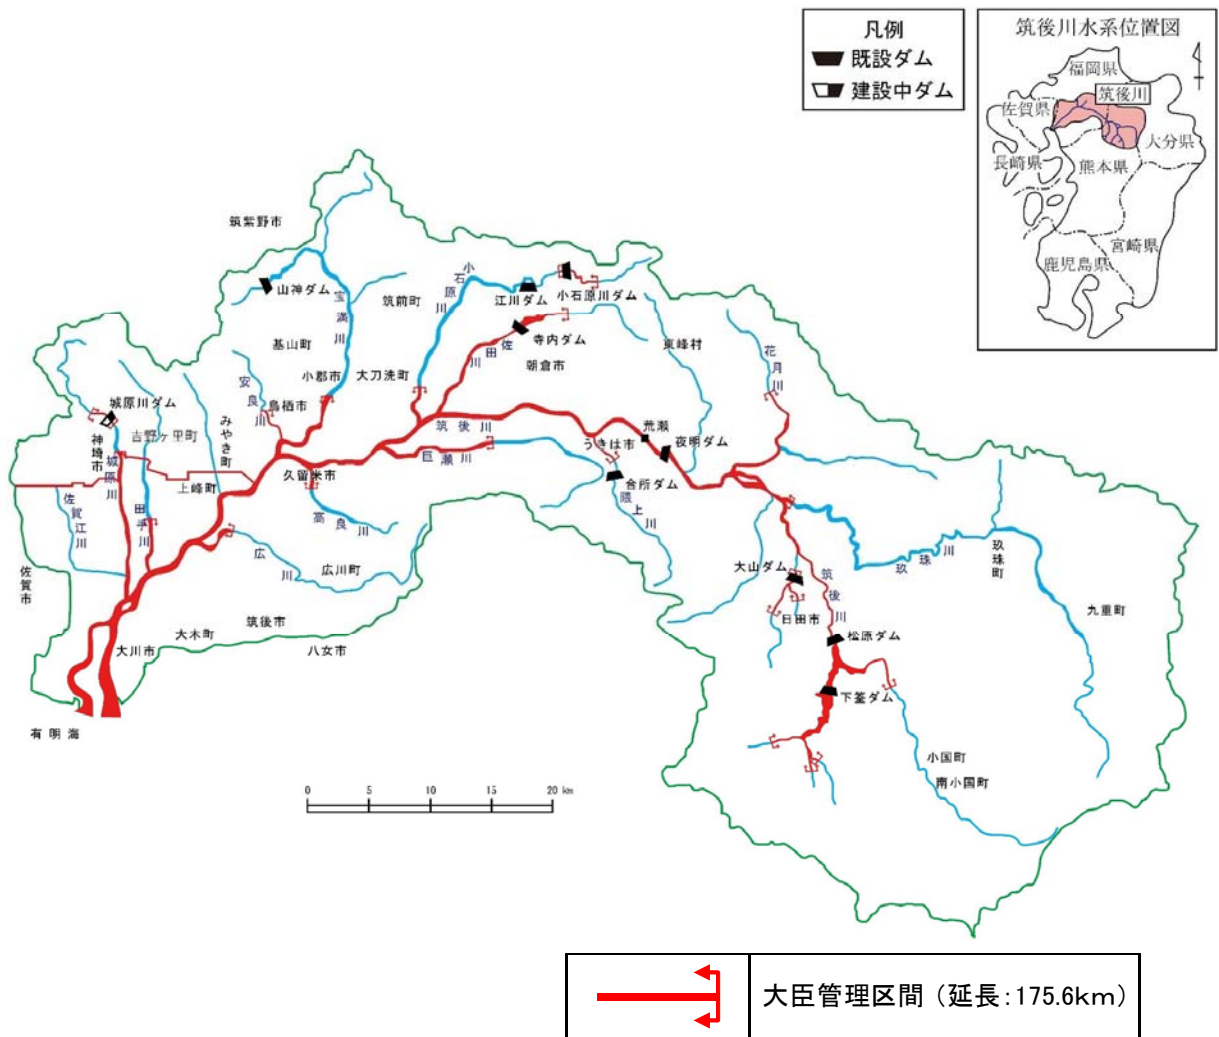 凡例
既設ダム
建設中ダム
筑後川水系位置図
福岡県
筑後川
佐賀県
大分県
長崎県
熊本県
宮崎県
鹿児島県
筑紫野市
山神ダム
宝満川
筑前町
小石原川
江川ダム
小石原川ダム
寺内ダム
佐田川
朝倉市
東峰村
花月川
基山町
小郡市
大刀洗町
安良川
鳥栖市
城原川ダム
吉野ヶ里町
みやき町
神埼市
城原川
上峰町
久留米市
筑後川
巨瀬川
うきは市
荒瀬
夜明ダム
合所ダム
隈上川
佐賀江川
田手川
高良川
広川
広川町
佐賀市
大川市
大木町
筑後市
八女市
有明海
大山ダム
日田市
筑後川
玖珠川
玖珠町
九重町
松原ダム
下筌ダム
小国町
南小国町
0 5 10 15 20 km
大臣管理区間(延長:175.6km)